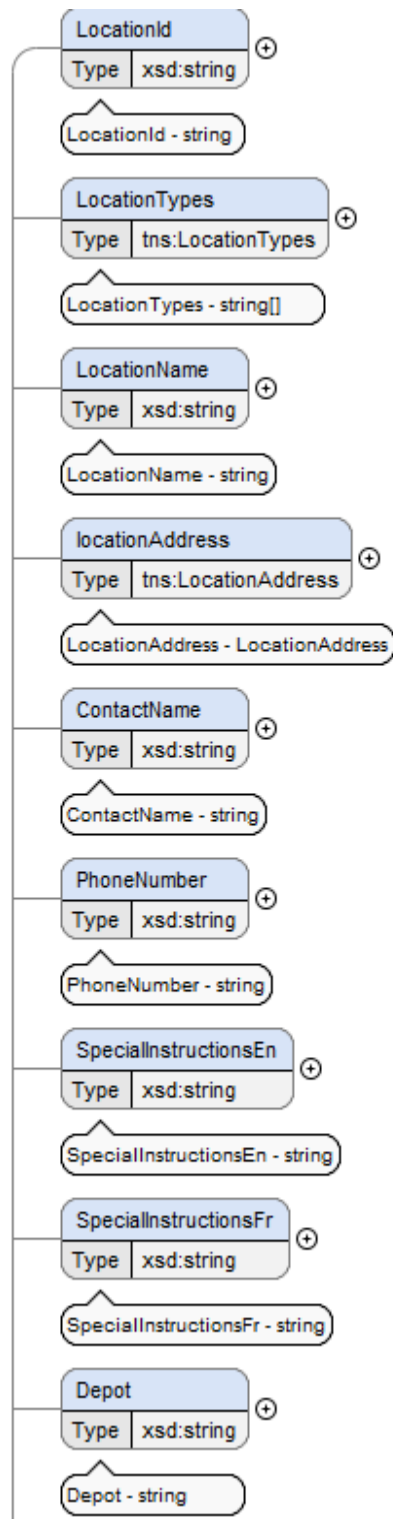 LocationId
Type xsd:string
LocationId - string
LocationTypes
Type tns:LocationTypes
LocationTypes - string[]
LocationName
Type xsd:string
LocationName - string
locationAddress
Type tns:LocationAddress
LocationAddress - LocationAddress
ContactName
Type xsd:string
ContactName - string
PhoneNumber
Type xsd:string
PhoneNumber - string
SpecialInstructionsEn
Type xsd:string
SpecialInstructionsEn - string
SpecialInstructionsFr
Type xsd:string
SpecialInstructionsFr - string
Depot
Type xsd:string
Depot - string